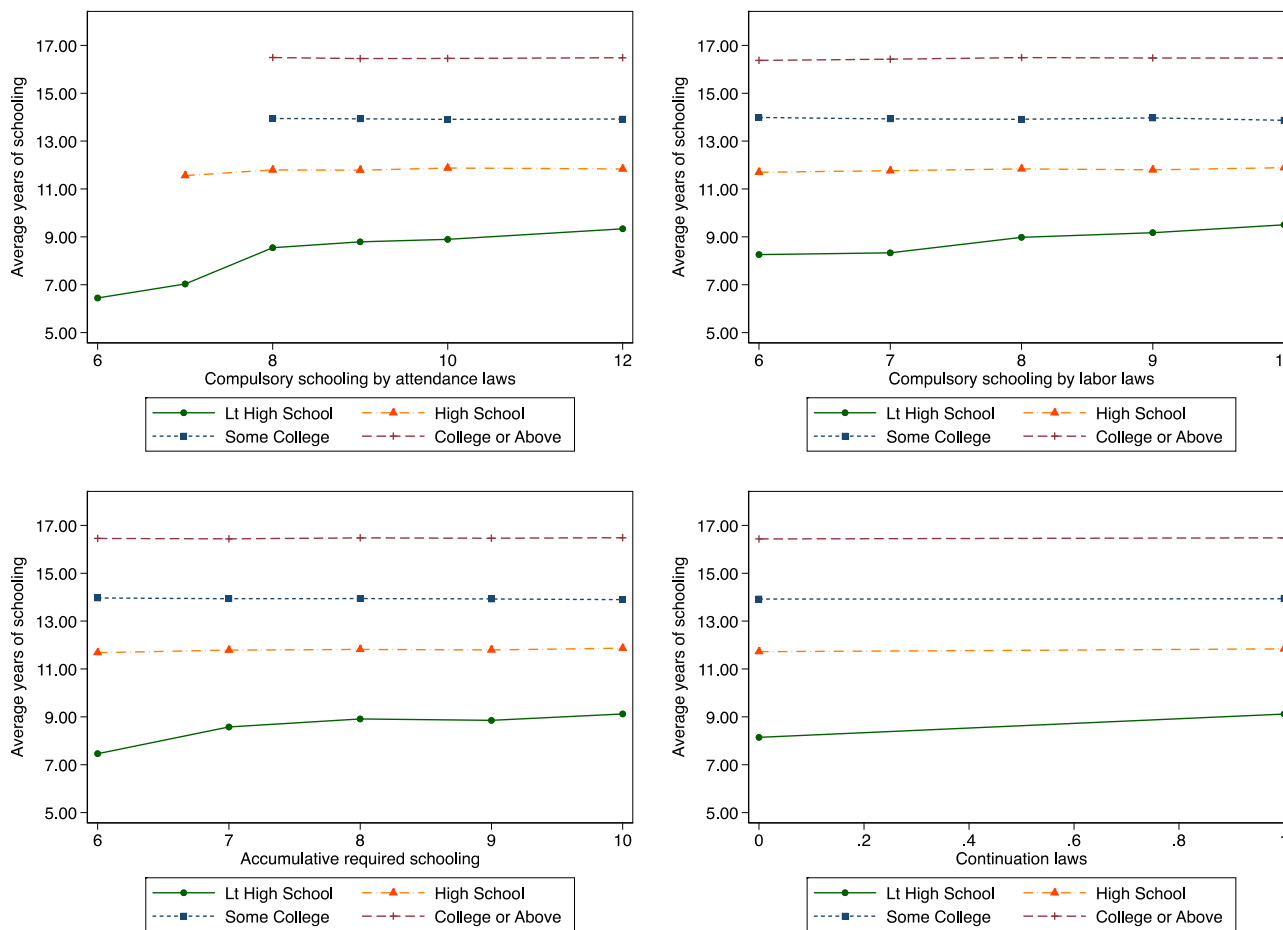 Average years of schooling
17.00
15.00
13.00
11.00
9.00
7.00
5.00
6 8 10 12
Compulsory schooling by attendance laws
Lt High School High School
Some College College or Above
Average years of schooling
17.00
15.00
13.00
11.00
9.00
7.00
5.00
6 7 8 9 1
Compulsory schooling by labor laws
Lt High School High School
Some College College or Above
Average years of schooling
17.00
15.00
13.00
11.00
9.00
7.00
5.00
6 7 8 9 10
Accumulative required schooling
Lt High School High School
Some College College or Above
Average years of schooling
17.00
15.00
13.00
11.00
9.00
7.00
5.00
0 .2 .4 .6 .8 1
Continuation laws
Lt High School High School
Some College College or Above